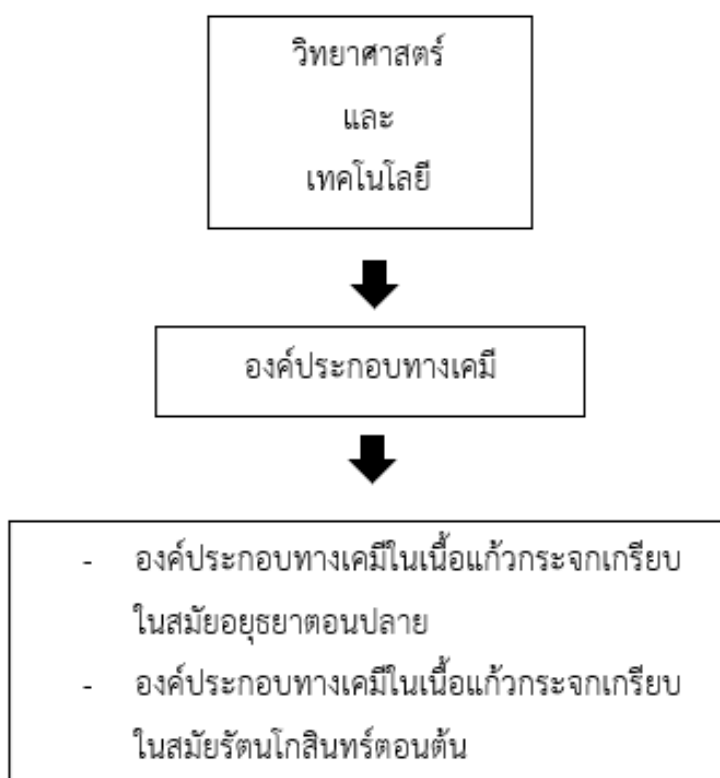 วิทยาศาสตร์
และ
เทคโนโลยี
องค์ประกอบทางเคมี
- องค์ประกอบทางเคมีในเนื้อแก้วกระจกเกรียบ
ในสมัยอยุธยาตอนปลาย
- องค์ประกอบทางเคมีในเนื้อแก้วกระจกเกรียบ
ในสมัยรัตนโกสินทร์ตอนต้น